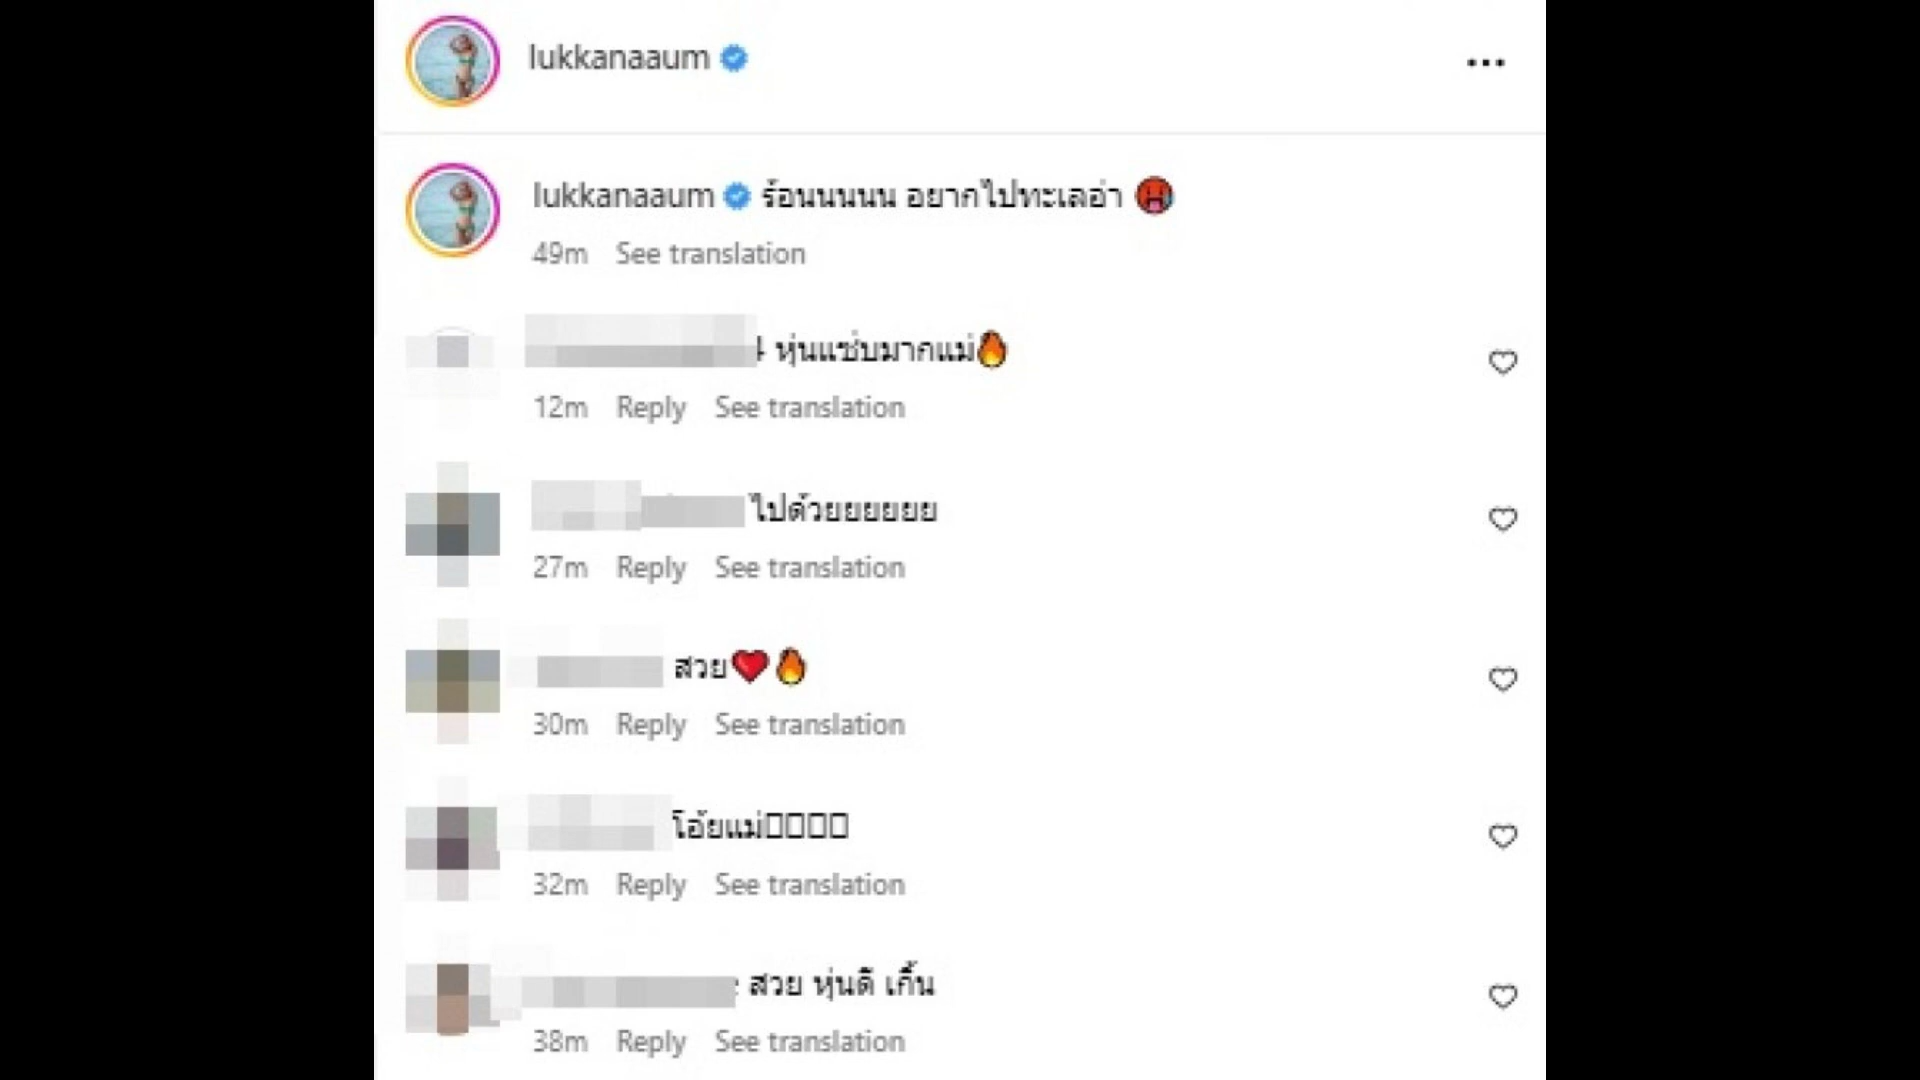 lukkanaaum
lukkanaaum ร้อนนนนน อยากไปทะเลอ่า 🥵
49m See translation
4 หุ่นแซ่บมากแม่🔥
12m Reply See translation
ไปด้วยยยยยย
27m Reply See translation
สวย❤️🔥
30m Reply See translation
โอ้ยแม่
32m Reply See translation
สวย หุ่นดี เกิ้น
38m Reply See translation